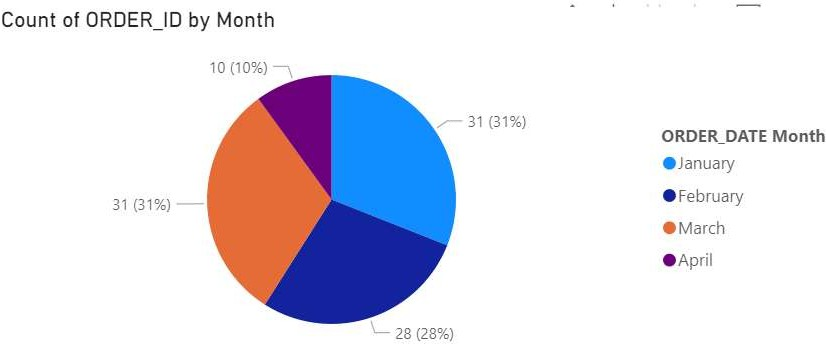 Count of ORDER_ID by Month
10 (10%)
31 (31%)
31 (31%)
28 (28%)
ORDER_DATE Month
January
February
March
April